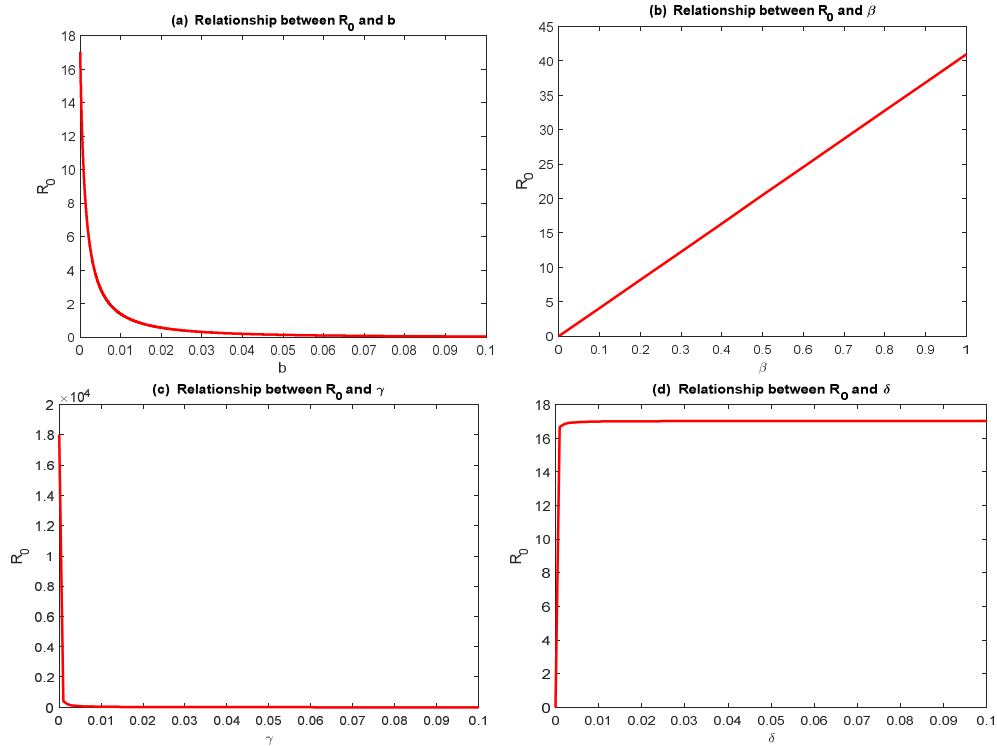 (a) Relationship between R0 and b
18
16
14
12
10
8
6
4
2
0
R0
0 0.01 0.02 0.03 0.04 0.05 0.06 0.07 0.08 0.09 0.1
b
(b) Relationship between R0 and β
45
40
35
30
25
20
15
10
5
0
R0
0 0.1 0.2 0.3 0.4 0.5 0.6 0.7 0.8 0.9 1
β
(c) Relationship between R0 and γ
×10^4
2
1.8
1.6
1.4
1.2
1
0.8
0.6
0.4
0.2
0
R0
0 0.01 0.02 0.03 0.04 0.05 0.06 0.07 0.08 0.09 0.1
γ
(d) Relationship between R0 and δ
18
16
14
12
10
8
6
4
2
0
R0
0 0.01 0.02 0.03 0.04 0.05 0.06 0.07 0.08 0.09 0.1
δ